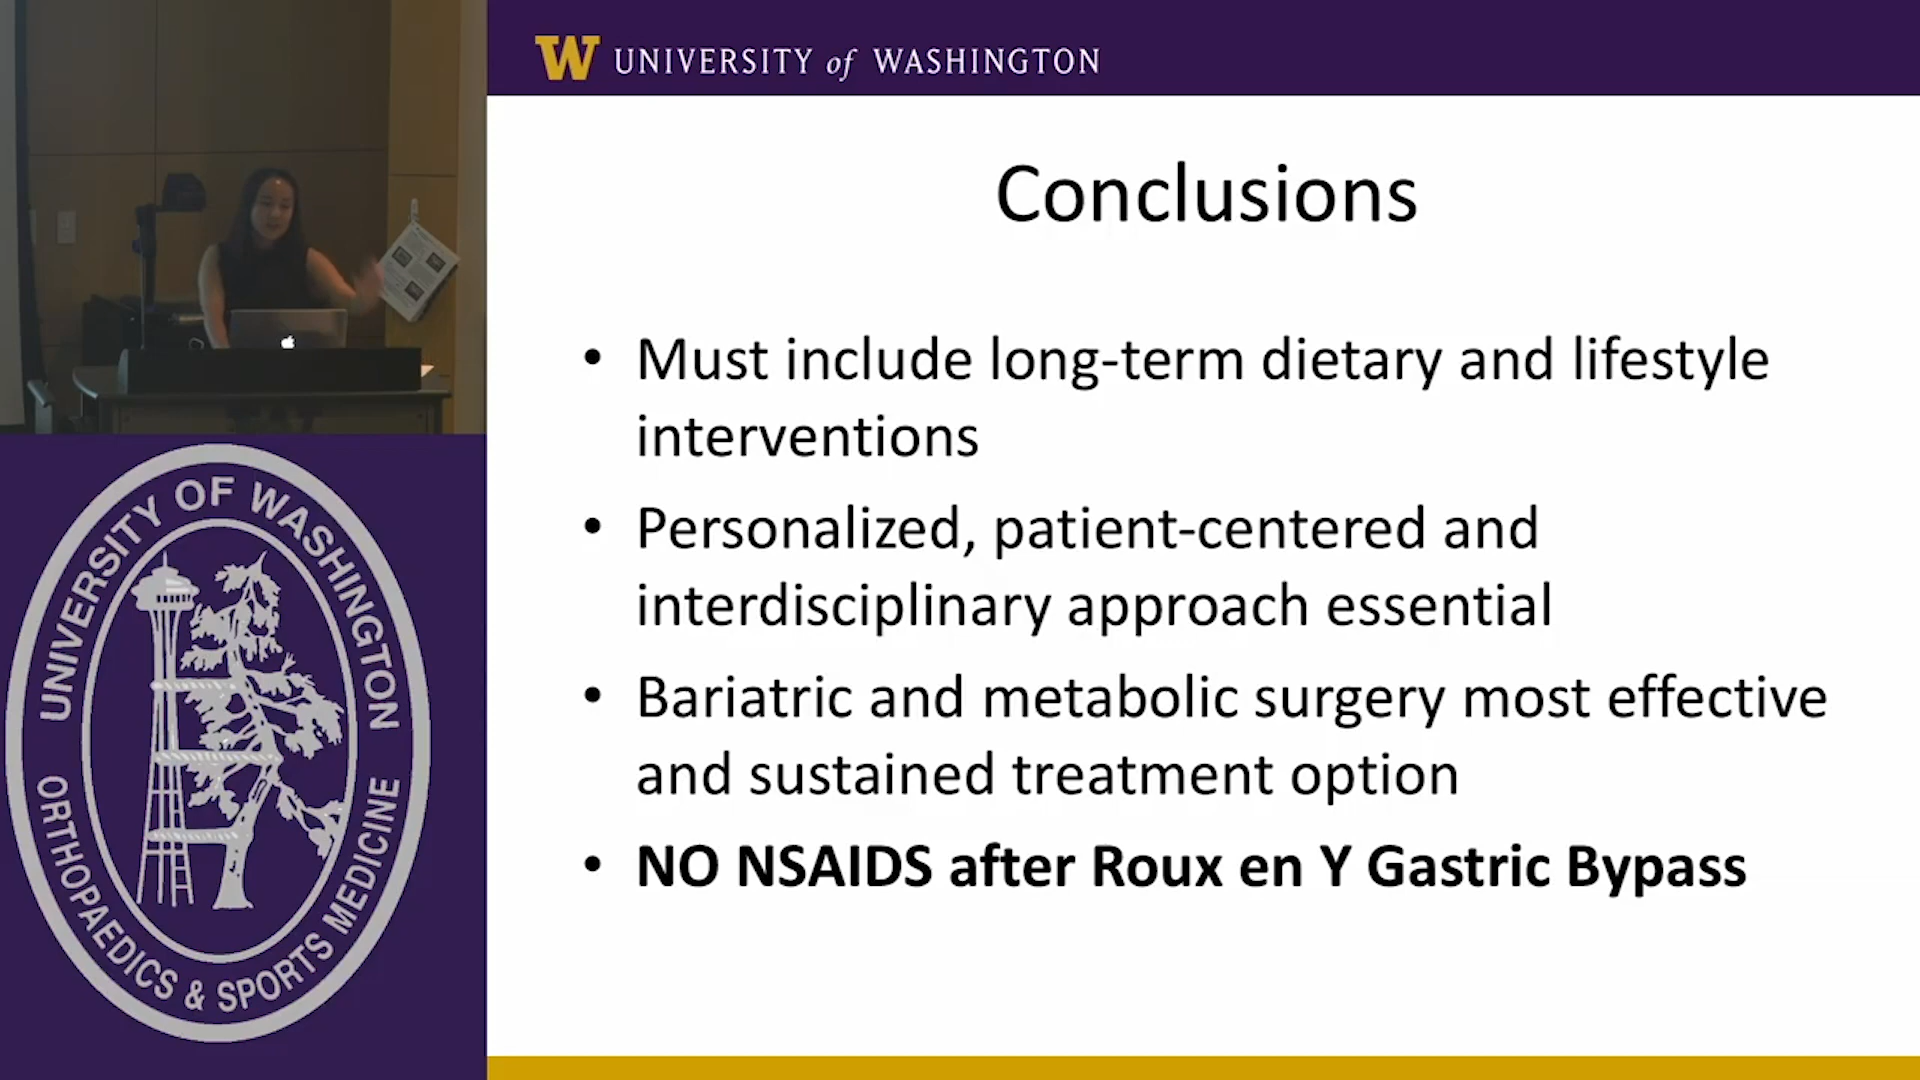 W UNIVERSITY of WASHINGTON
Conclusions
• Must include long-term dietary and lifestyle
interventions
• Personalized, patient-centered and
interdisciplinary approach essential
• Bariatric and metabolic surgery most effective
and sustained treatment option
• NO NSAIDS after Roux en Y Gastric Bypass
UNIVERSITY OF WASHINGTON
ORTHOPAEDICS & SPORTS MEDICINE